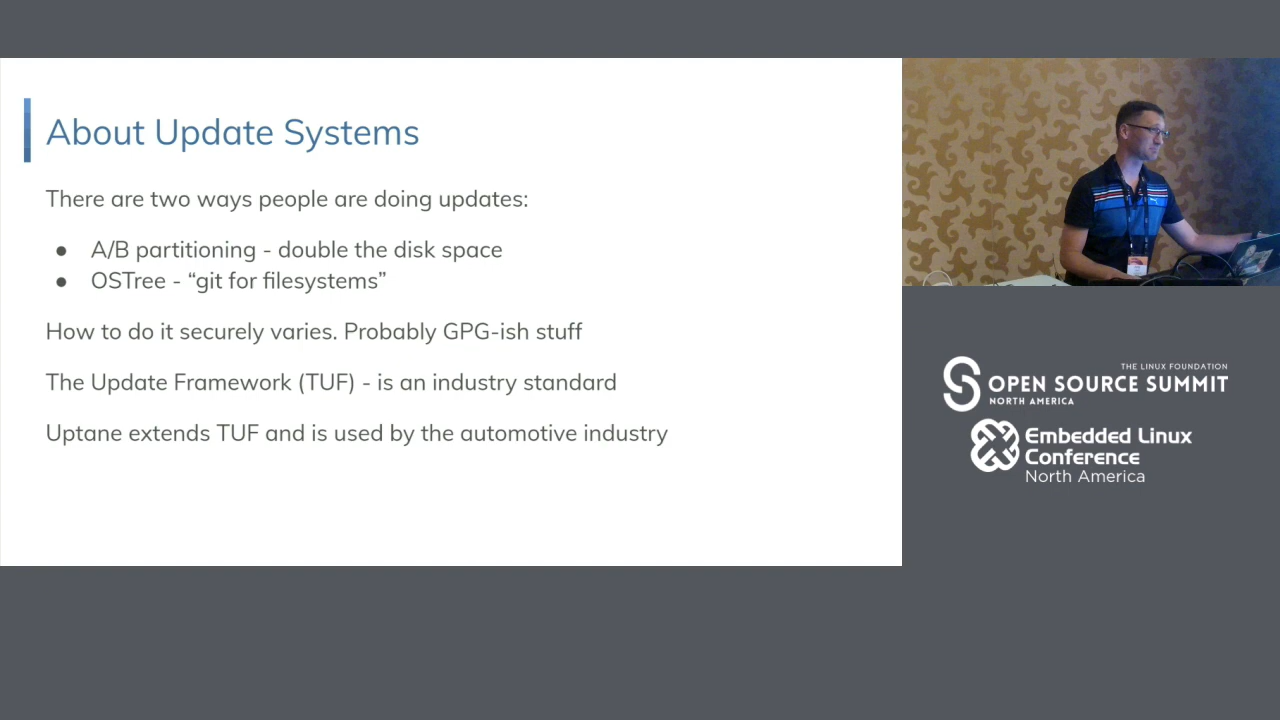 About Update Systems
There are two ways people are doing updates:
● A/B partitioning - double the disk space
● OSTree - “git for filesystems”
How to do it securely varies. Probably GPG-ish stuff
The Update Framework (TUF) - is an industry standard
Uptane extends TUF and is used by the automotive industry
THE LINUX FOUNDATION
OPEN SOURCE SUMMIT
NORTH AMERICA
Embedded Linux
Conference
North America